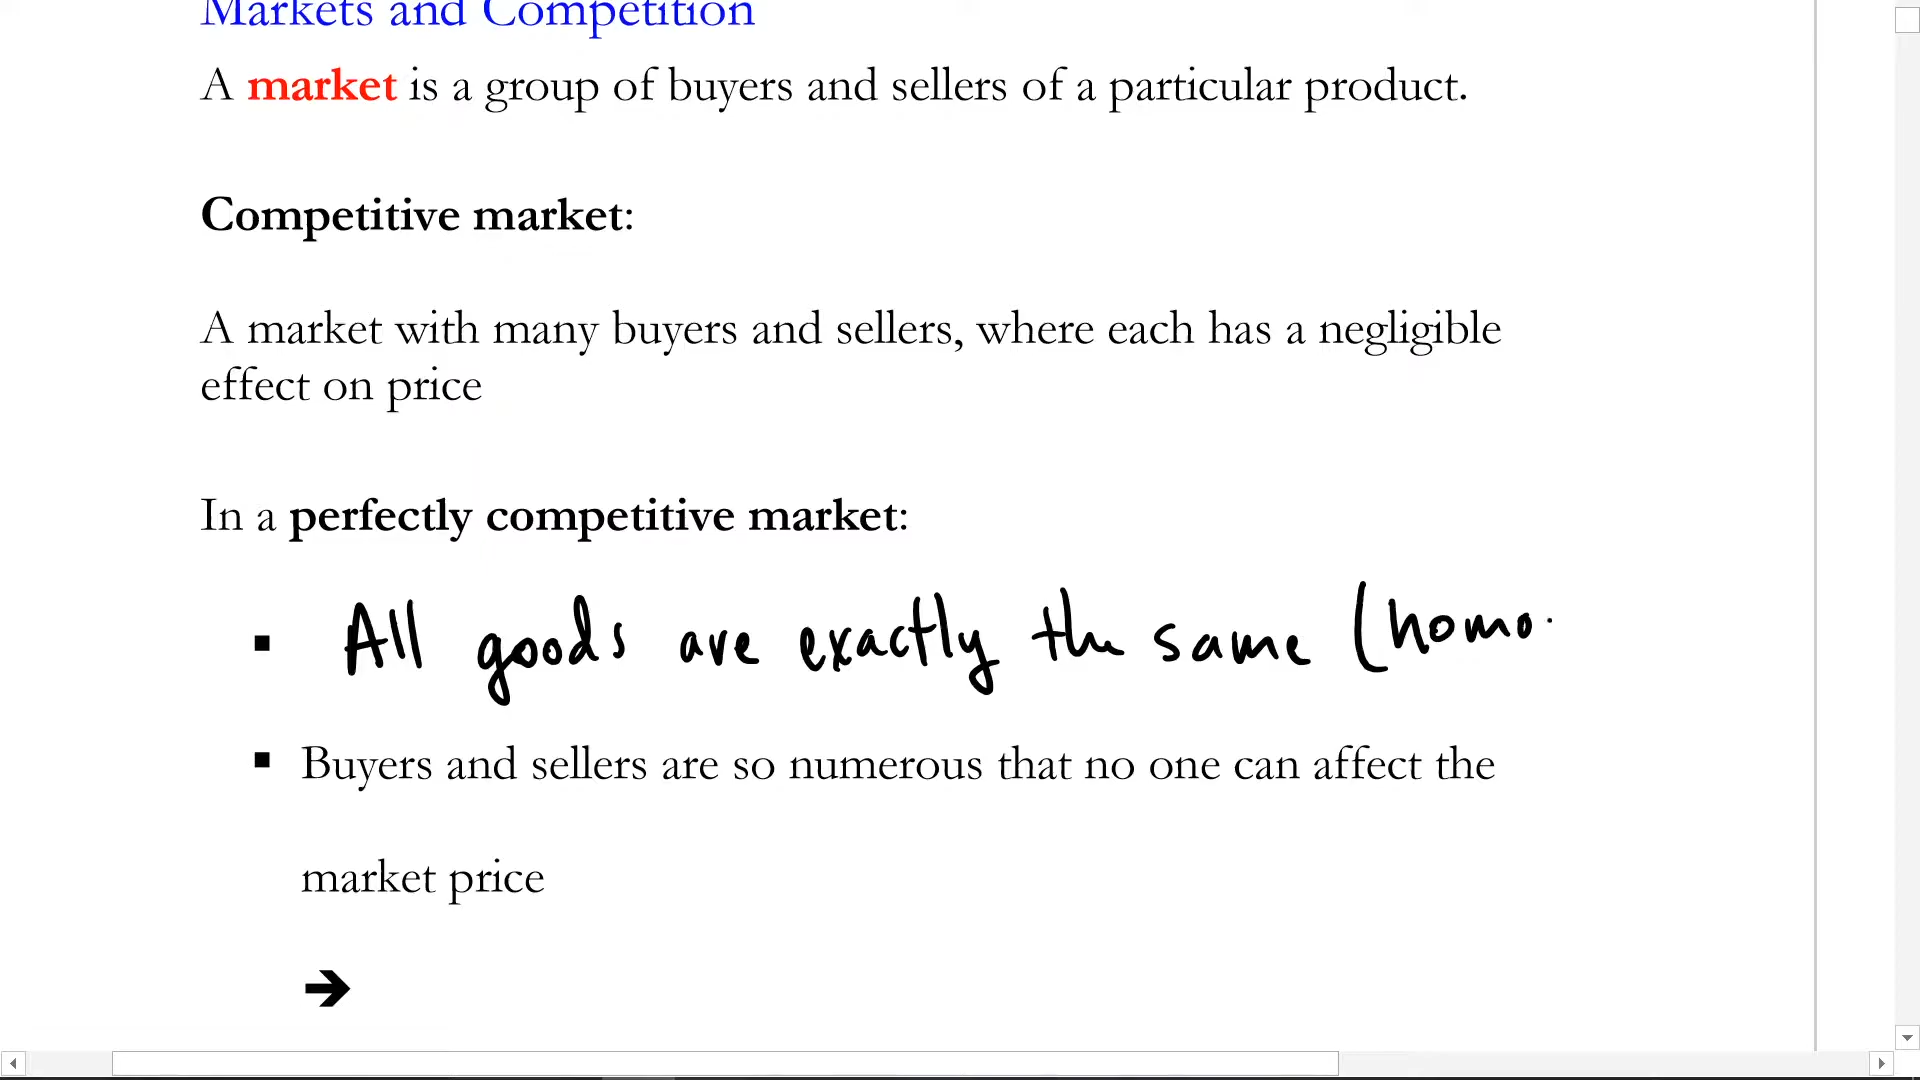 Markets and Competition
A market is a group of buyers and sellers of a particular product.
Competitive market:
A market with many buyers and sellers, where each has a negligible
effect on price
In a perfectly competitive market:
▪ All goods are exactly the same (homo
▪ Buyers and sellers are so numerous that no one can affect the
market price
➔